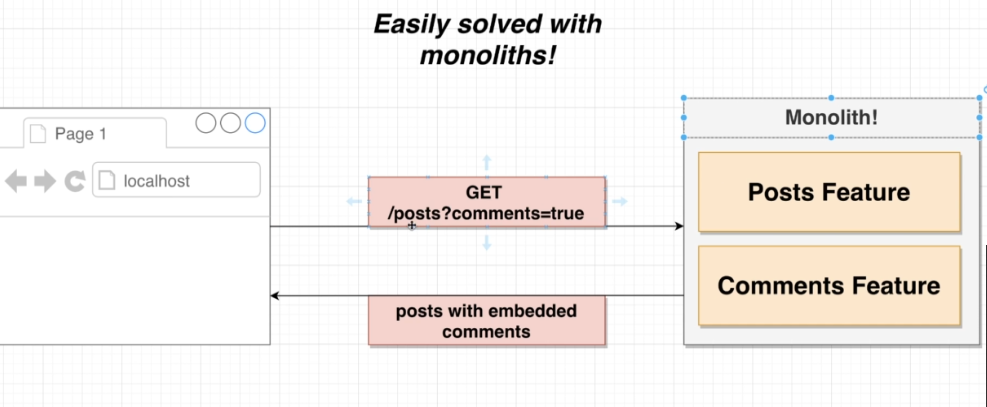 Easily solved with
monoliths!
Page 1
localhost
GET
/posts?comments=true
posts with embedded
comments
Monolith!
Posts Feature
Comments Feature